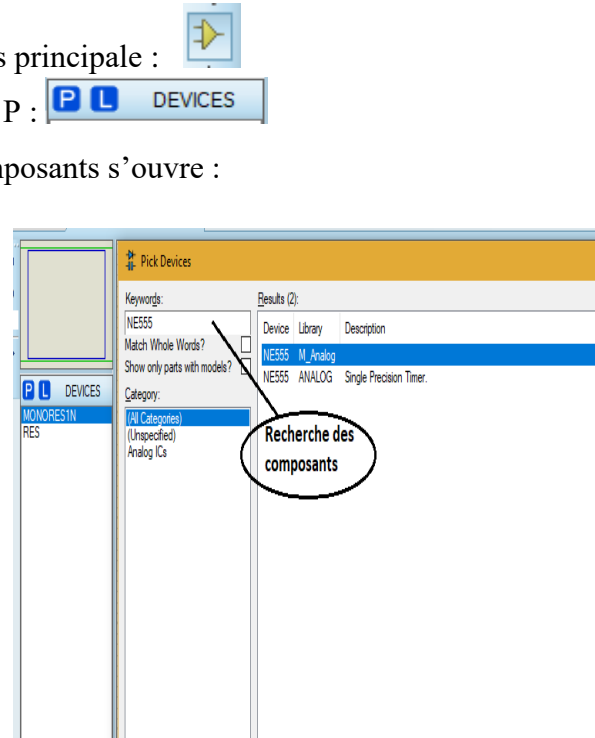 s principale :
P : P L DEVICES
nposants s’ouvre :
Pick Devices
Keywords:
NE555
Match Whole Words?
Show only parts with models?
Category:
(All Categories)
(Unspecified)
Analog ICs
Results (2):
Device Library Description
NE555 M_Analog
NE555 ANALOG Single Precision Timer.
P L DEVICES
MONORES1N
RES
Recherche des
composants